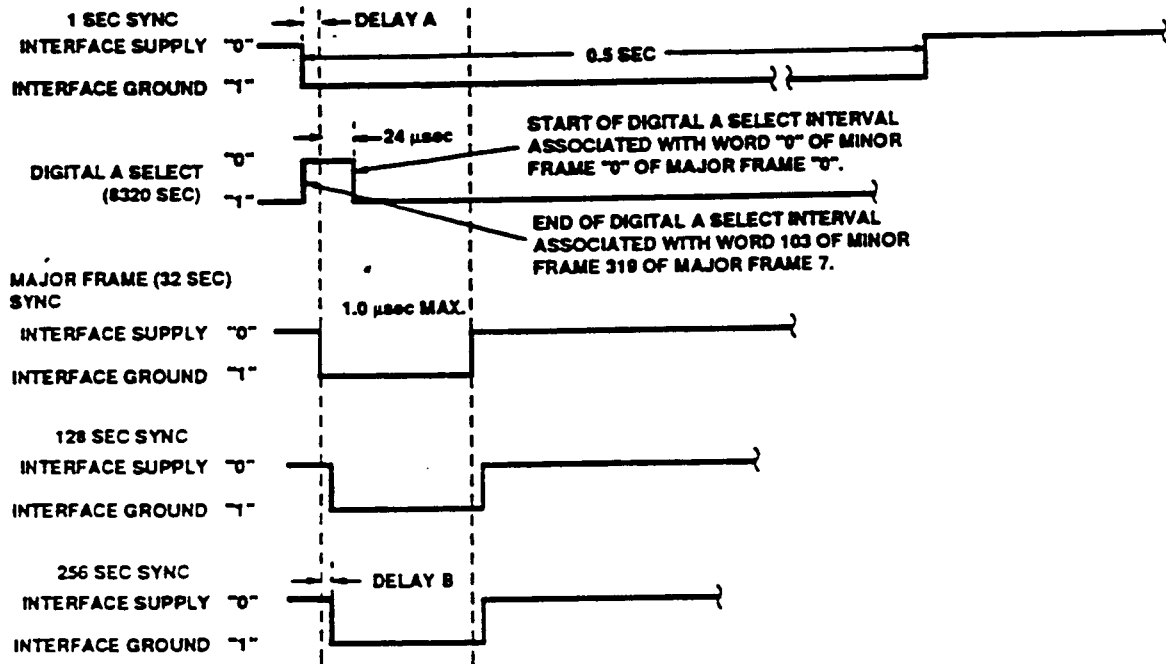 1 SEC SYNC
DELAY A
INTERFACE SUPPLY "0"
0.5 SEC
INTERFACE GROUND "1"
24 µsec
START OF DIGITAL A SELECT INTERVAL
ASSOCIATED WITH WORD "0" OF MINOR
FRAME "0" OF MAJOR FRAME "0".
"0"
DIGITAL A SELECT
(8320 SEC)
"1"
END OF DIGITAL A SELECT INTERVAL
ASSOCIATED WITH WORD 103 OF MINOR
FRAME 319 OF MAJOR FRAME 7.
MAJOR FRAME (32 SEC)
SYNC
1.0 µsec MAX.
INTERFACE SUPPLY "0"
INTERFACE GROUND "1"
128 SEC SYNC
INTERFACE SUPPLY "0"
INTERFACE GROUND "1"
256 SEC SYNC
DELAY B
INTERFACE SUPPLY "0"
INTERFACE GROUND "1"